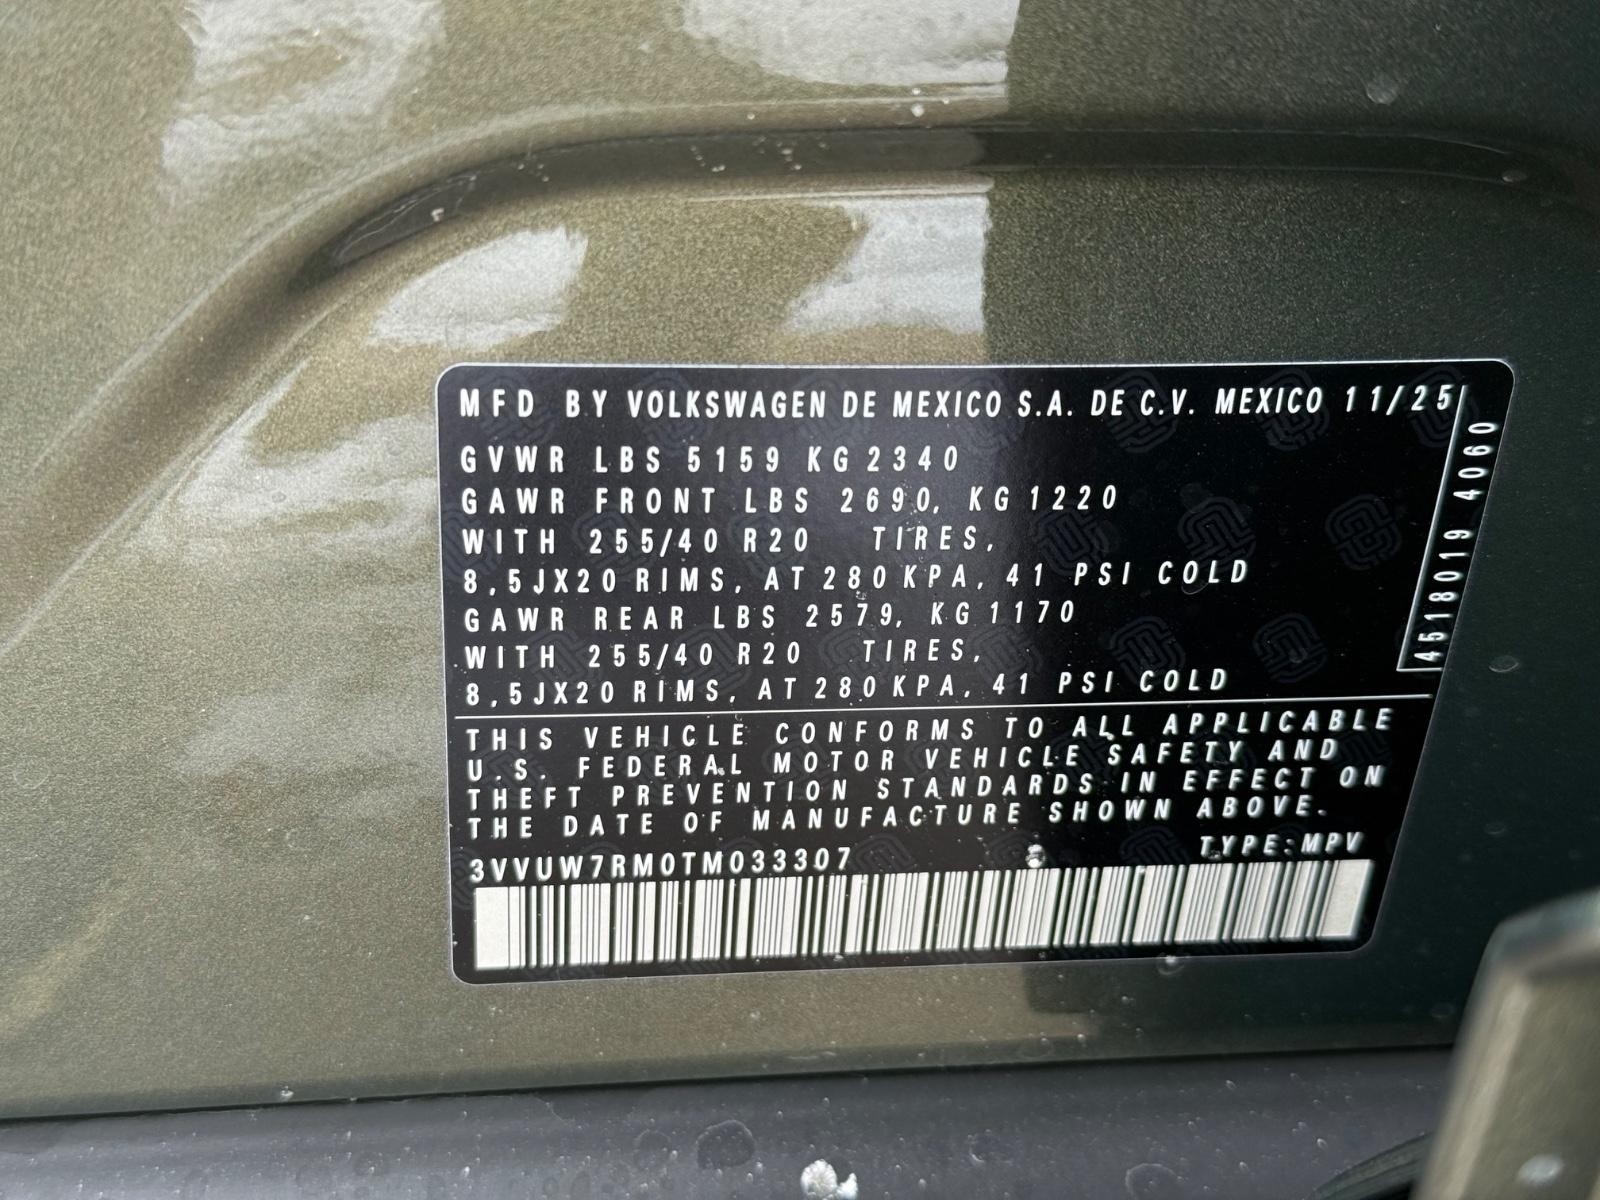 MFD BY VOLKSWAGEN DE MEXICO S.A. DE C.V. MEXICO 11/25
GVWR LBS 5159 KG 2340
GAWR FRONT LBS 2690, KG 1220
WITH 255/40 R20 TIRES,
8,5JX20 RIMS, AT 280 KPA, 41 PSI COLD
GAWR REAR LBS 2579, KG 1170
WITH 255/40 R20 TIRES,
8,5JX20 RIMS, AT 280 KPA, 41 PSI COLD
4518019 4060
THIS VEHICLE CONFORMS TO ALL APPLICABLE
U.S. FEDERAL MOTOR VEHICLE SAFETY AND
THEFT PREVENTION STANDARDS IN EFFECT ON
THE DATE OF MANUFACTURE SHOWN ABOVE.
3VVUW7RM0TM033307 TYPE:MPV